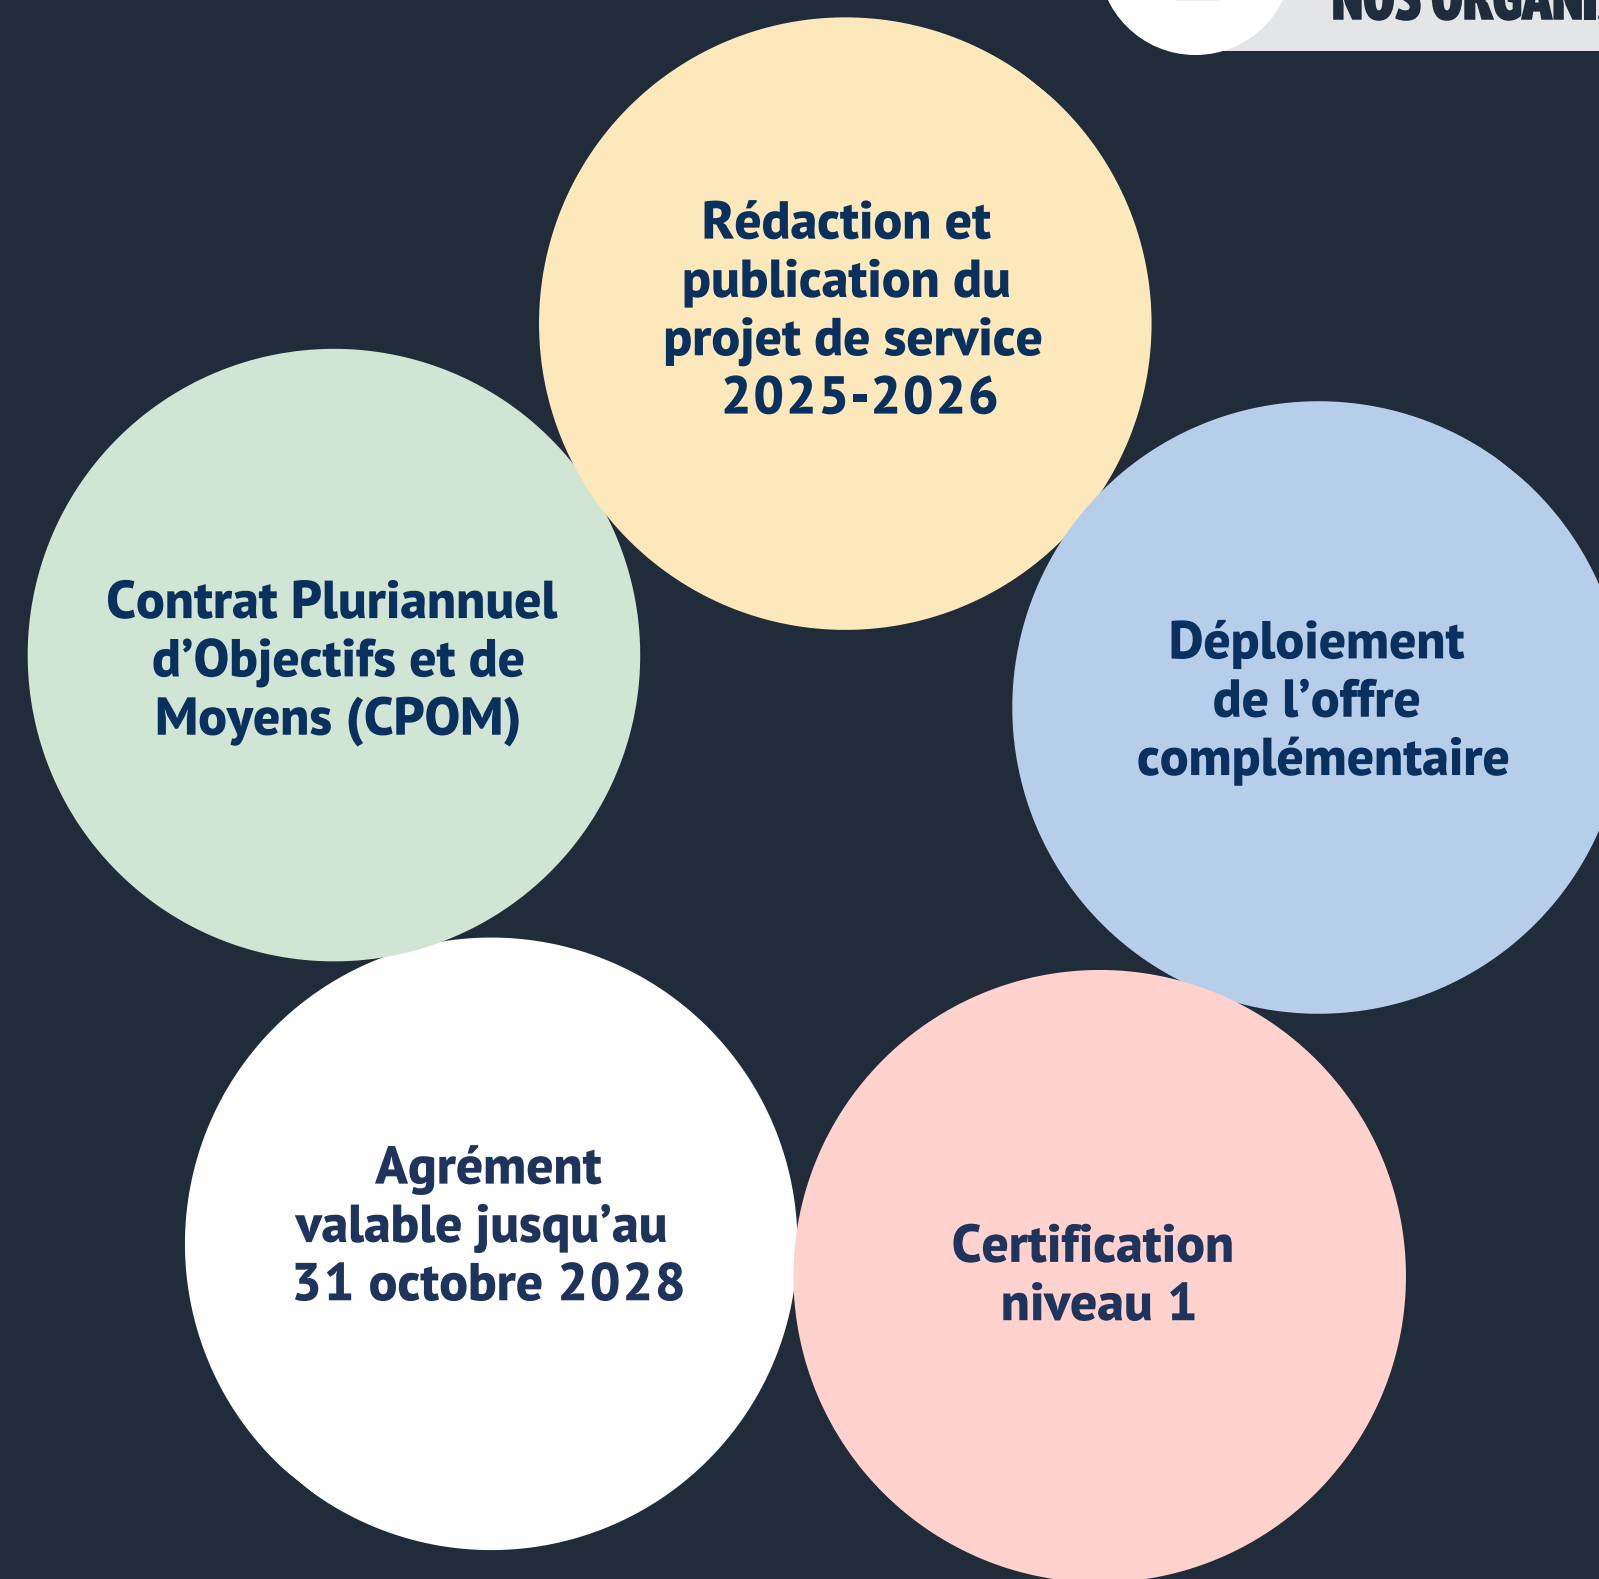 NOS
Rédaction et
publication du
projet de service
2025-2026
Contrat Pluriannuel
d’Objectifs et de
Moyens (CPOM)
Déploiement
de l’offre
complémentaire
Agrément
valable jusqu’au
31 octobre 2028
Certification
niveau 1